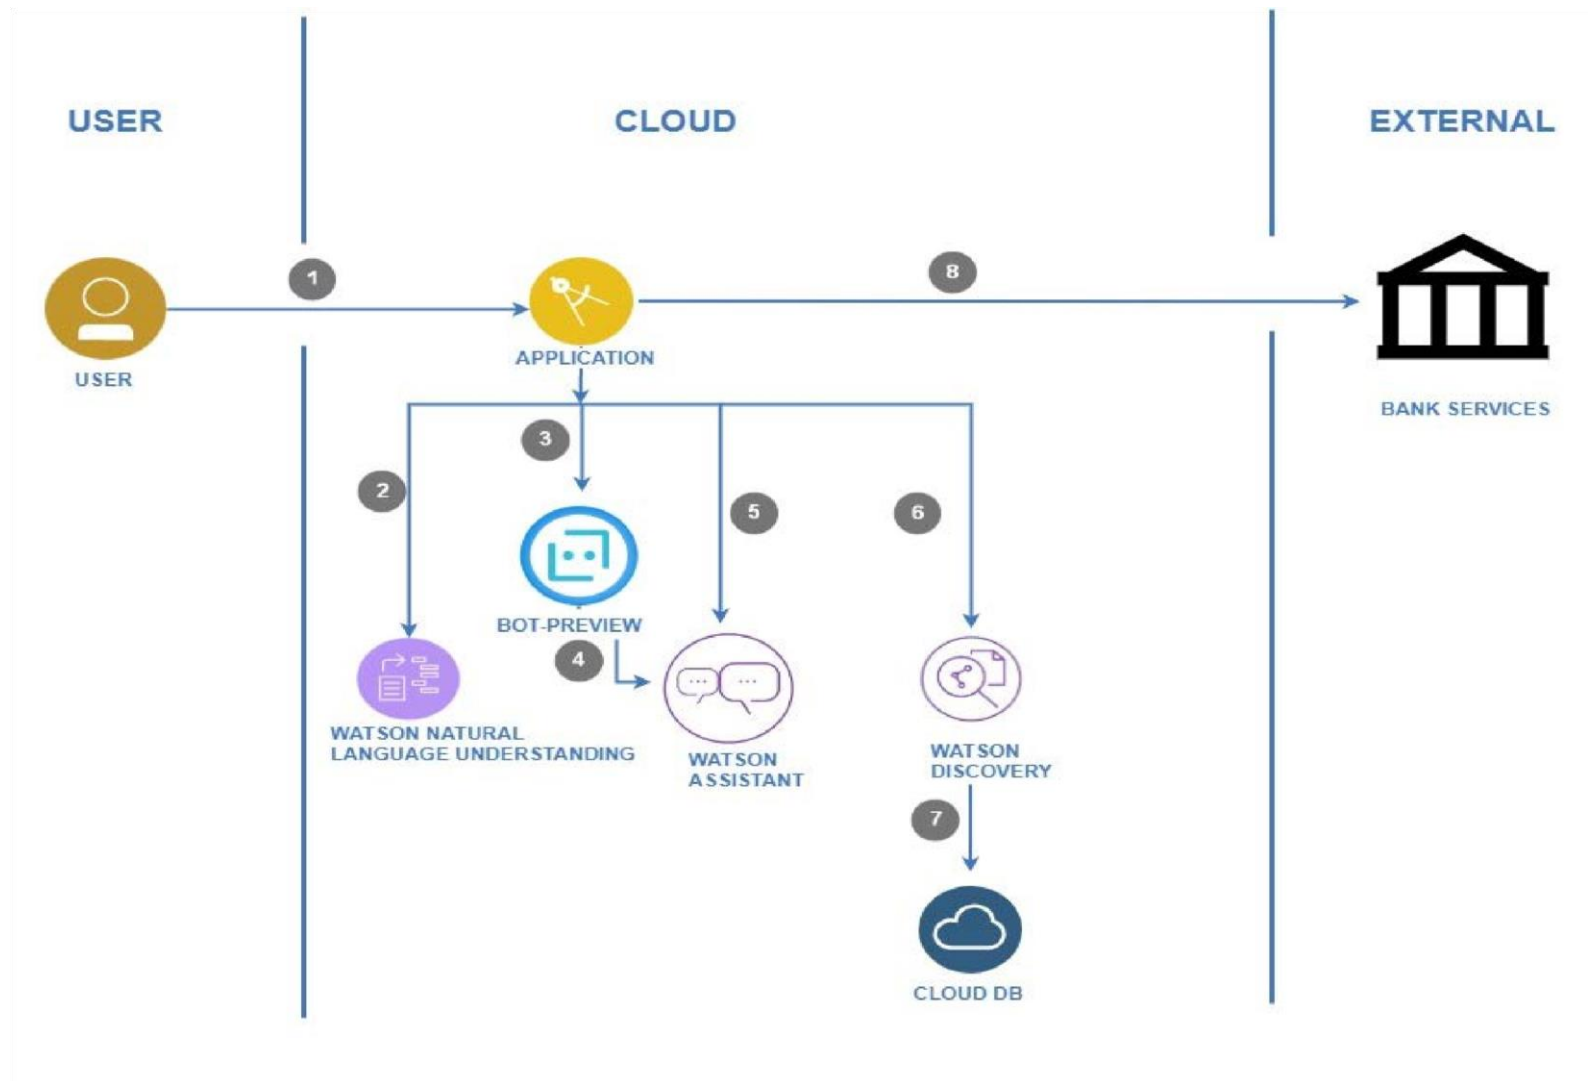 USER
CLOUD
EXTERNAL
1
8
USER
APPLICATION
BANK SERVICES
3
2
5
6
BOT-PREVIEW
4
WATSON NATURAL
LANGUAGE UNDERSTANDING
WATSON
ASSISTANT
WATSON
DISCOVERY
7
CLOUD DB